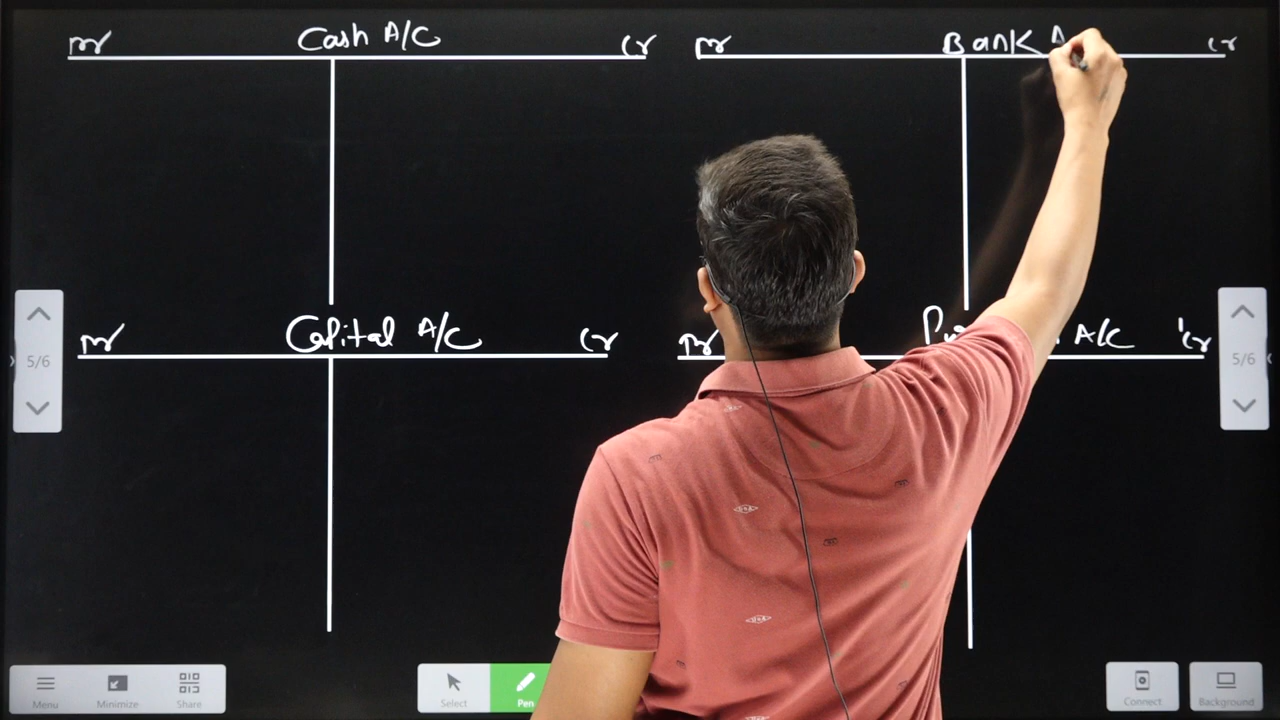 Dr Cash A/C Cr
Dr Bank A Cr
Dr Capital A/C Cr
Dr A/C Cr
5/6
5/6
Menu Minimize Share
Select Pen
Connect Background